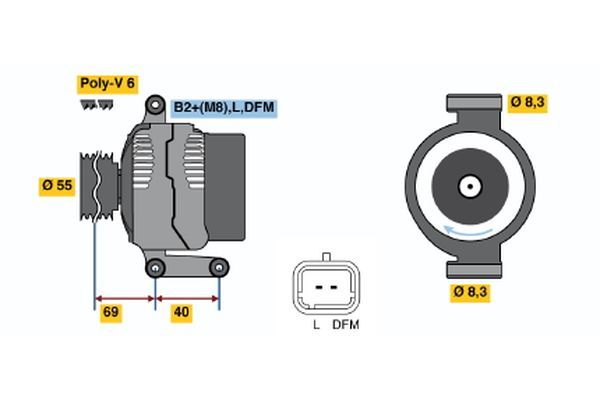 Poly-V 6
B2+(M8),L,DFM
Ø 8,3
Ø 55
Ø 8,3
69
40
L DFM